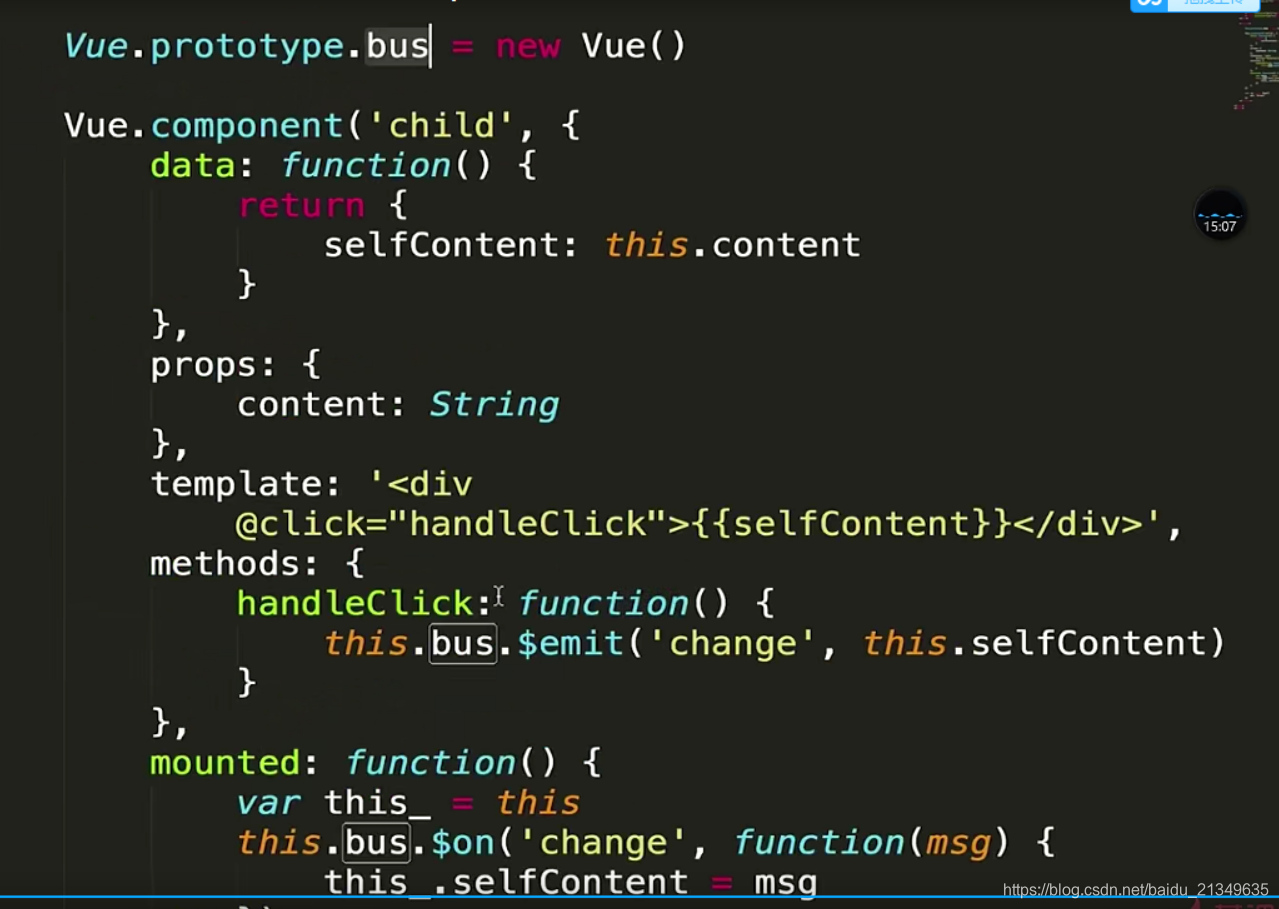 Vue.prototype.bus = new Vue()
Vue.component('child', {
data: function() {
return {
selfContent: this.content
}
},
props: {
content: String
},
template: '<div
@click="handleClick">{{selfContent}}</div>',
methods: {
handleClick: function() {
this.bus.$emit('change', this.selfContent)
}
},
mounted: function() {
var this_ = this
this.bus.$on('change', function(msg) {
this_.selfContent = msg
15:07
https://blog.csdn.net/baidu_21349635